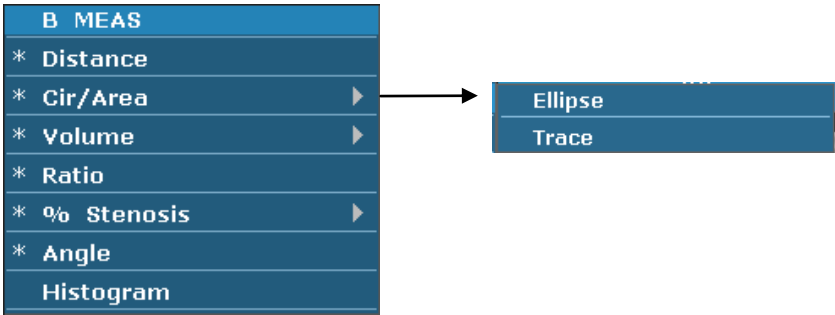 B MEAS
* Distance
* Cir/Area
* Volume
* Ratio
* % Stenosis
* Angle
Histogram
Ellipse
Trace